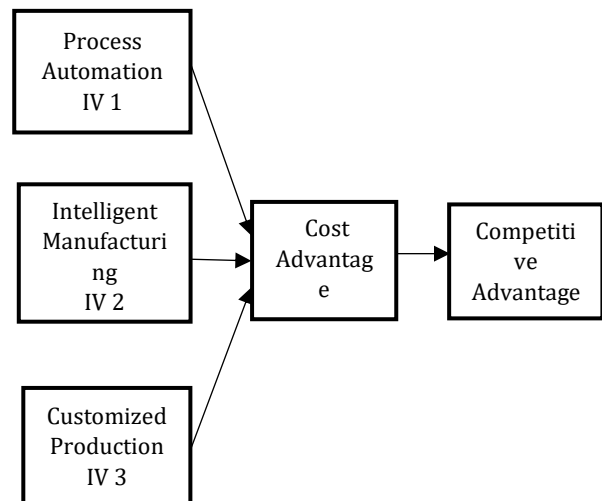 Process
Automation
IV 1
Intelligent
Manufacturi
ng
IV 2
Customized
Production
IV 3
Cost
Advantag
e
Competiti
ve
Advantage